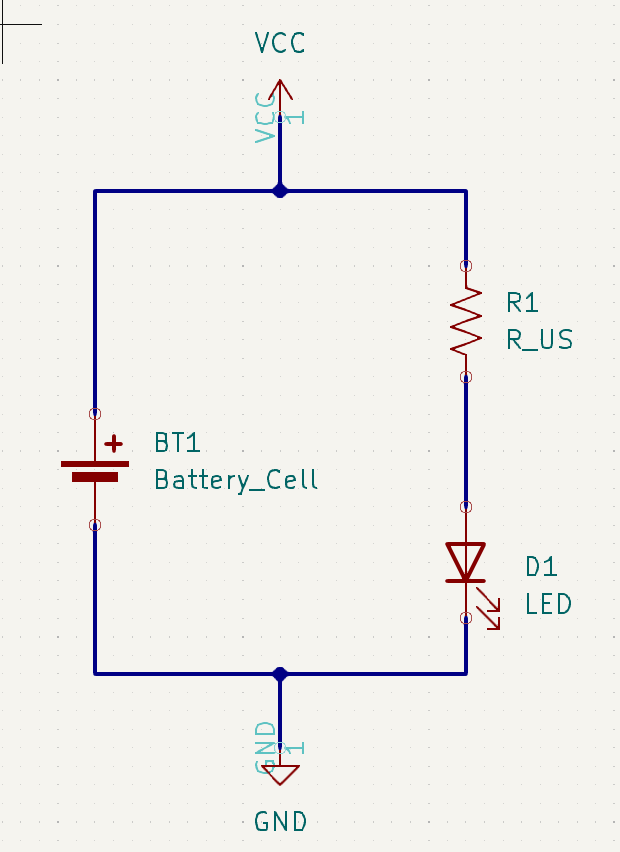 VCC
VCC
1
R1
R_US
BT1
Battery_Cell
D1
LED
GND
1
GND